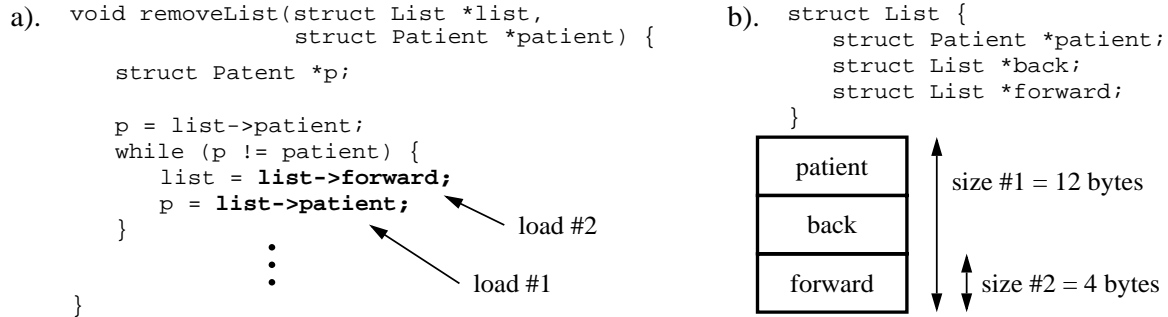 a).
void removeList(struct List *list,
struct Patient *patient) {
struct Patent *p;
p = list->patient;
while (p != patient) {
list = list->forward;
p = list->patient;
}
load #2
load #1
}
b).
struct List {
struct Patient *patient;
struct List *back;
struct List *forward;
}
patient
back
forward
size #1 = 12 bytes
size #2 = 4 bytes